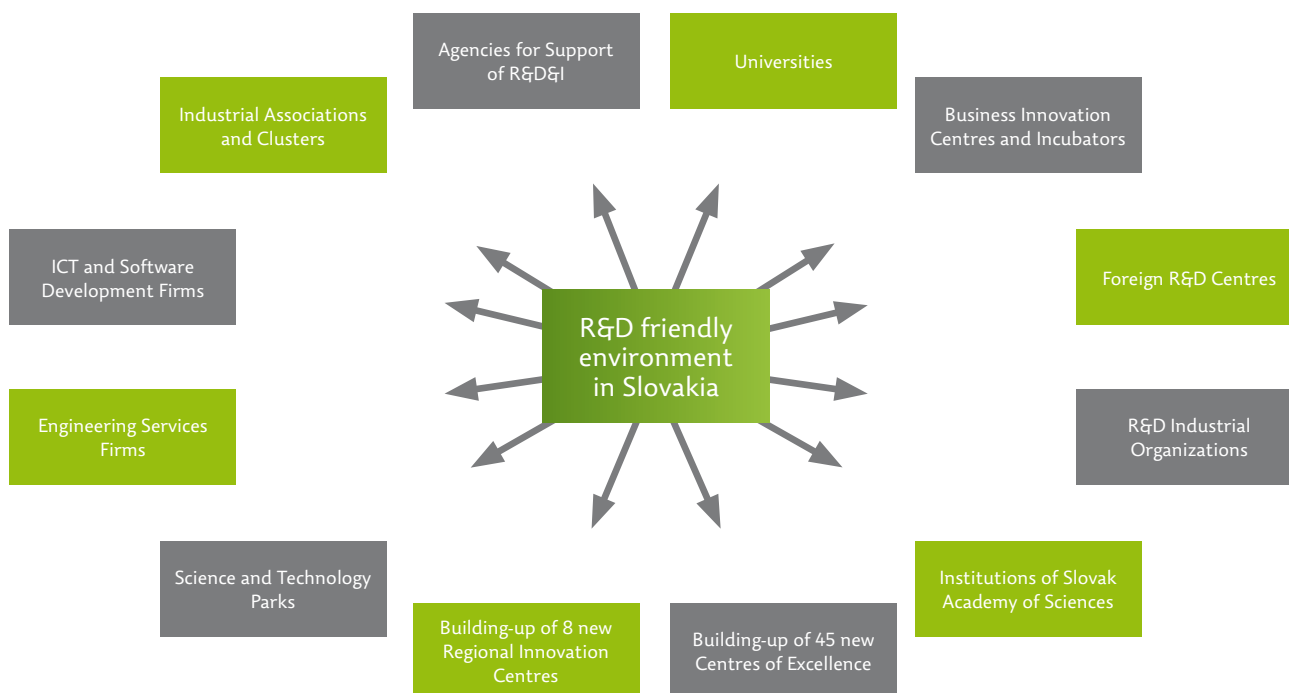 Agencies for Support
of R&D&I
Universities
Industrial Associations
and Clusters
Business Innovation
Centres and Incubators
ICT and Software
Development Firms
Foreign R&D Centres
R&D friendly
environment
in Slovakia
Engineering Services
Firms
R&D Industrial
Organizations
Science and Technology
Parks
Institutions of Slovak
Academy of Sciences
Building-up of 8 new
Regional Innovation
Centres
Building-up of 45 new
Centres of Excellence